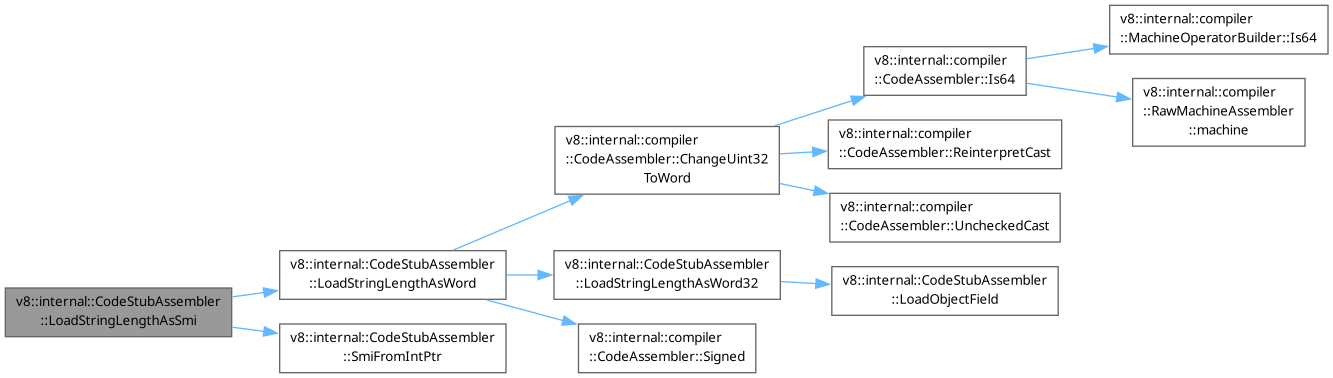 v8::internal::CodeStubAssembler
::LoadStringLengthAsSmi
v8::internal::CodeStubAssembler
::LoadStringLengthAsWord
v8::internal::CodeStubAssembler
::SmiFromIntPtr
v8::internal::compiler
::CodeAssembler::ChangeUint32
ToWord
v8::internal::CodeStubAssembler
::LoadStringLengthAsWord32
v8::internal::compiler
::CodeAssembler::Signed
v8::internal::compiler
::CodeAssembler::Is64
v8::internal::compiler
::CodeAssembler::ReinterpretCast
v8::internal::compiler
::CodeAssembler::UncheckedCast
v8::internal::CodeStubAssembler
::LoadObjectField
v8::internal::compiler
::MachineOperatorBuilder::Is64
v8::internal::compiler
::RawMachineAssembler
::machine